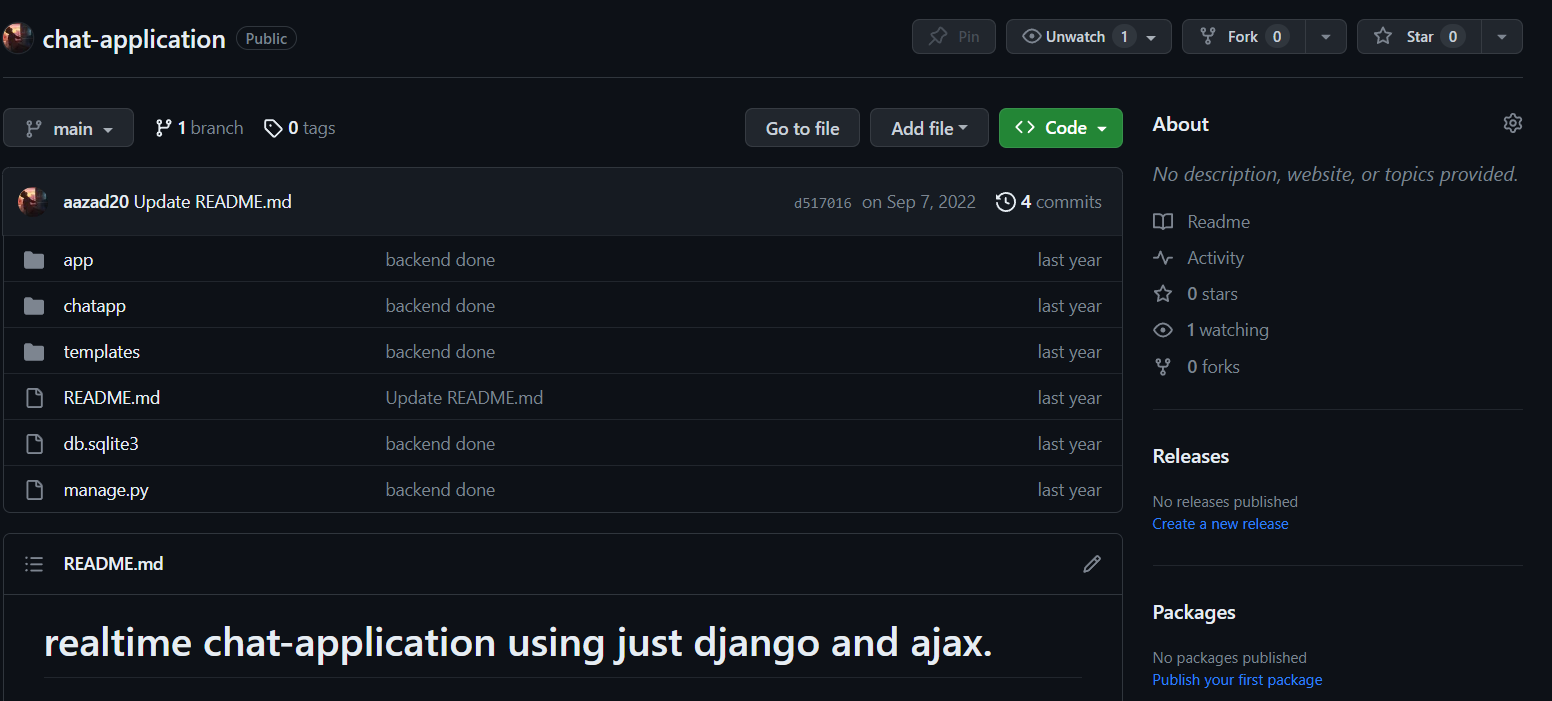 chat-application Public Pin Unwatch 1 Fork 0 Star 0
main 1 branch 0 tags Go to file Add file Code
aazad20 Update README.md d517016 on Sep 7, 2022 4 commits
app backend done last year
chatapp backend done last year
templates backend done last year
README.md Update README.md last year
db.sqlite3 backend done last year
manage.py backend done last year
README.md
realtime chat-application using just django and ajax.
About
No description, website, or topics provided.
Readme
Activity
0 stars
1 watching
0 forks
Releases
No releases published
Create a new release
Packages
No packages published
Publish your first package